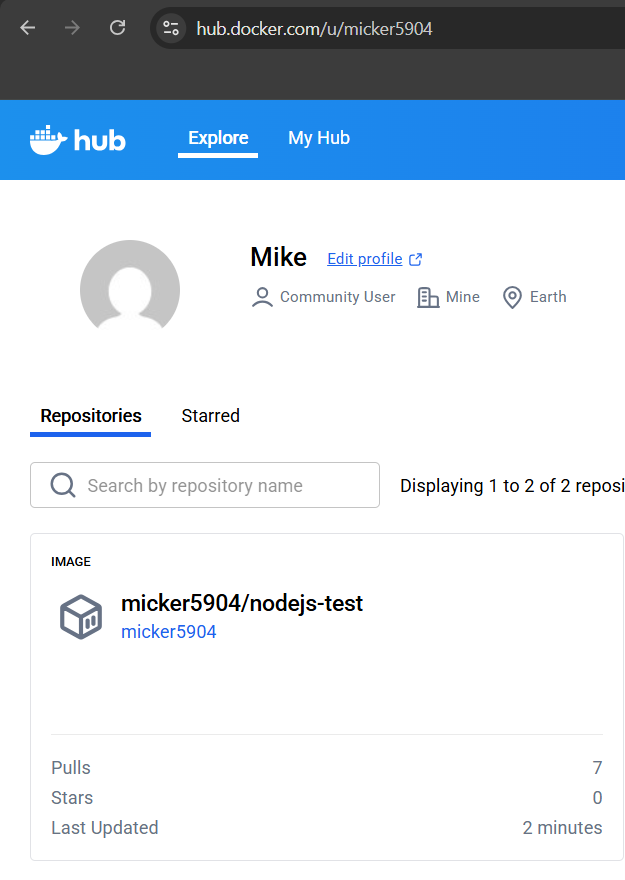 hub.docker.com/u/micker5904
hub
Explore
My Hub
Mike Edit profile
Community User Mine Earth
Repositories Starred
Search by repository name Displaying 1 to 2 of 2 reposi
IMAGE
micker5904/nodejs-test
micker5904
Pulls 7
Stars 0
Last Updated 2 minutes